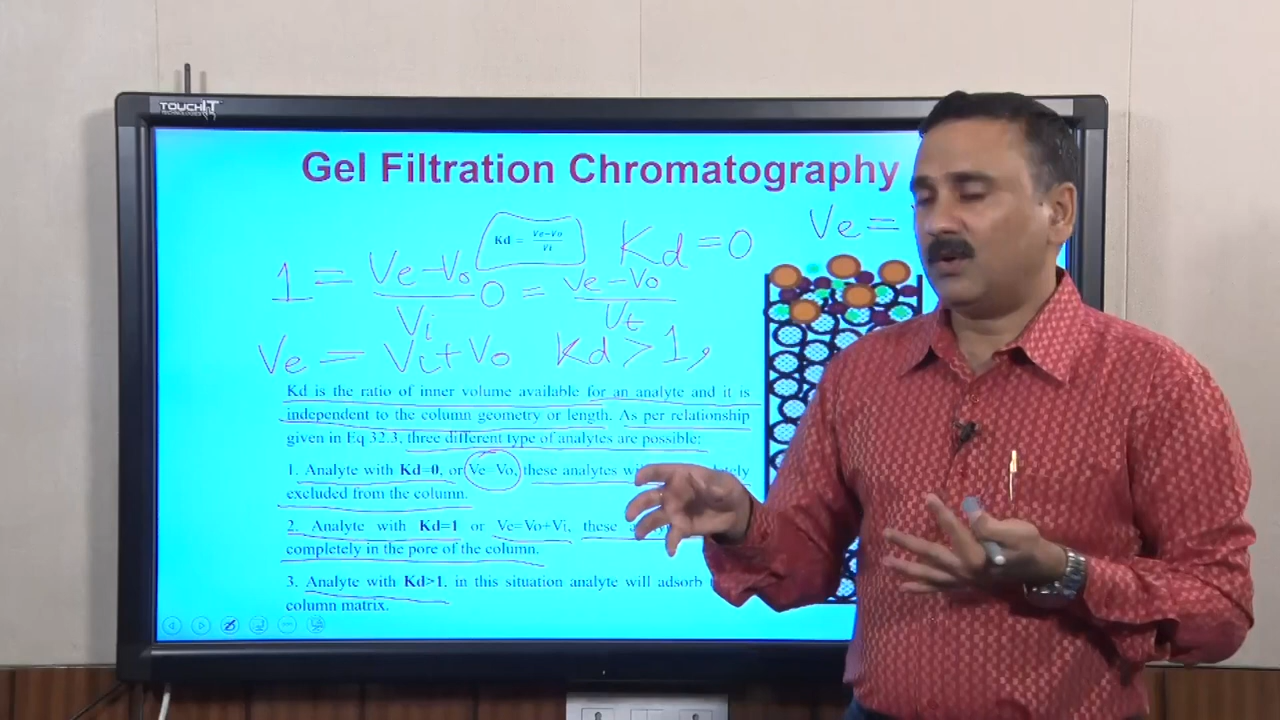 TOUCHIT
TECHNOLOGIES
Gel Filtration Chromatography
Ve =
Kd = Ve-Vo
Vt
Kd = 0
1 = Ve - Vo
Vi
0 = Ve - Vo
Vt
Ve = Vi + Vo
Kd > 1,
Kd is the ratio of inner volume available for an analyte and it is
independent to the column geometry or length. As per relationship
given in Eq 32.3, three different type of analytes are possible:
1. Analyte with Kd=0, or Ve=Vo, these analytes
excluded from the column.
2. Analyte with Kd=1 or Ve=Vo+Vi, these
completely in the pore of the column.
3. Analyte with Kd>1, in this situation analyte will adsorb
column matrix.